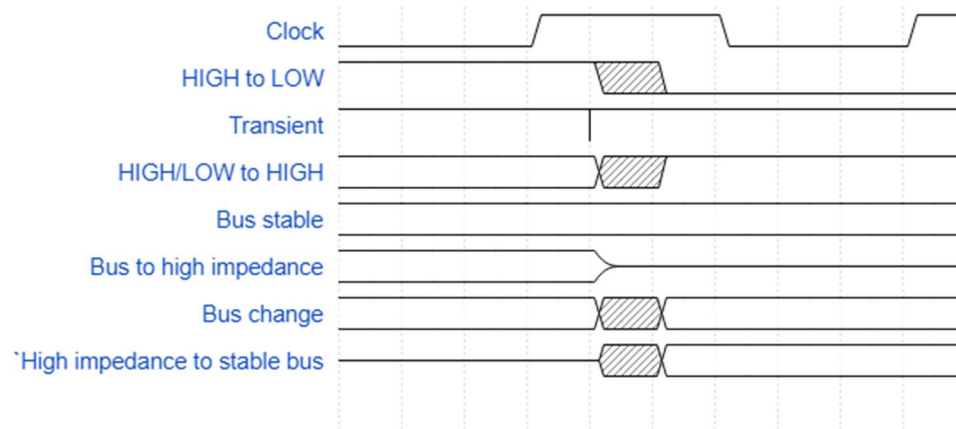 Clock
HIGH to LOW
Transient
HIGH/LOW to HIGH
Bus stable
Bus to high impedance
Bus change
`High impedance to stable bus